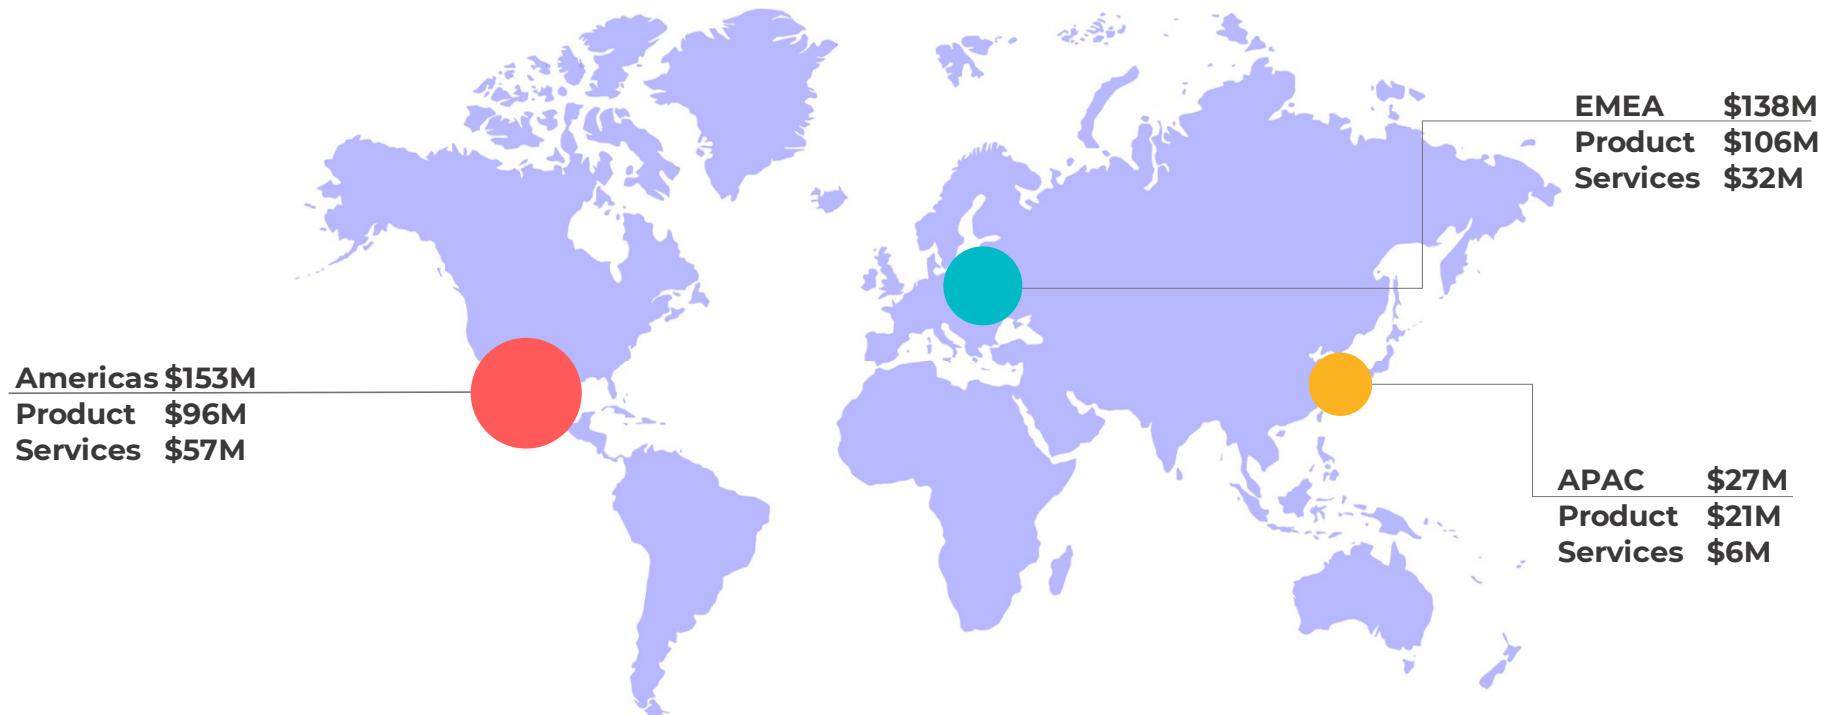 EMEA $138M
Product $106M
Services $32M
Americas $153M
Product $96M
Services $57M
APAC $27M
Product $21M
Services $6M